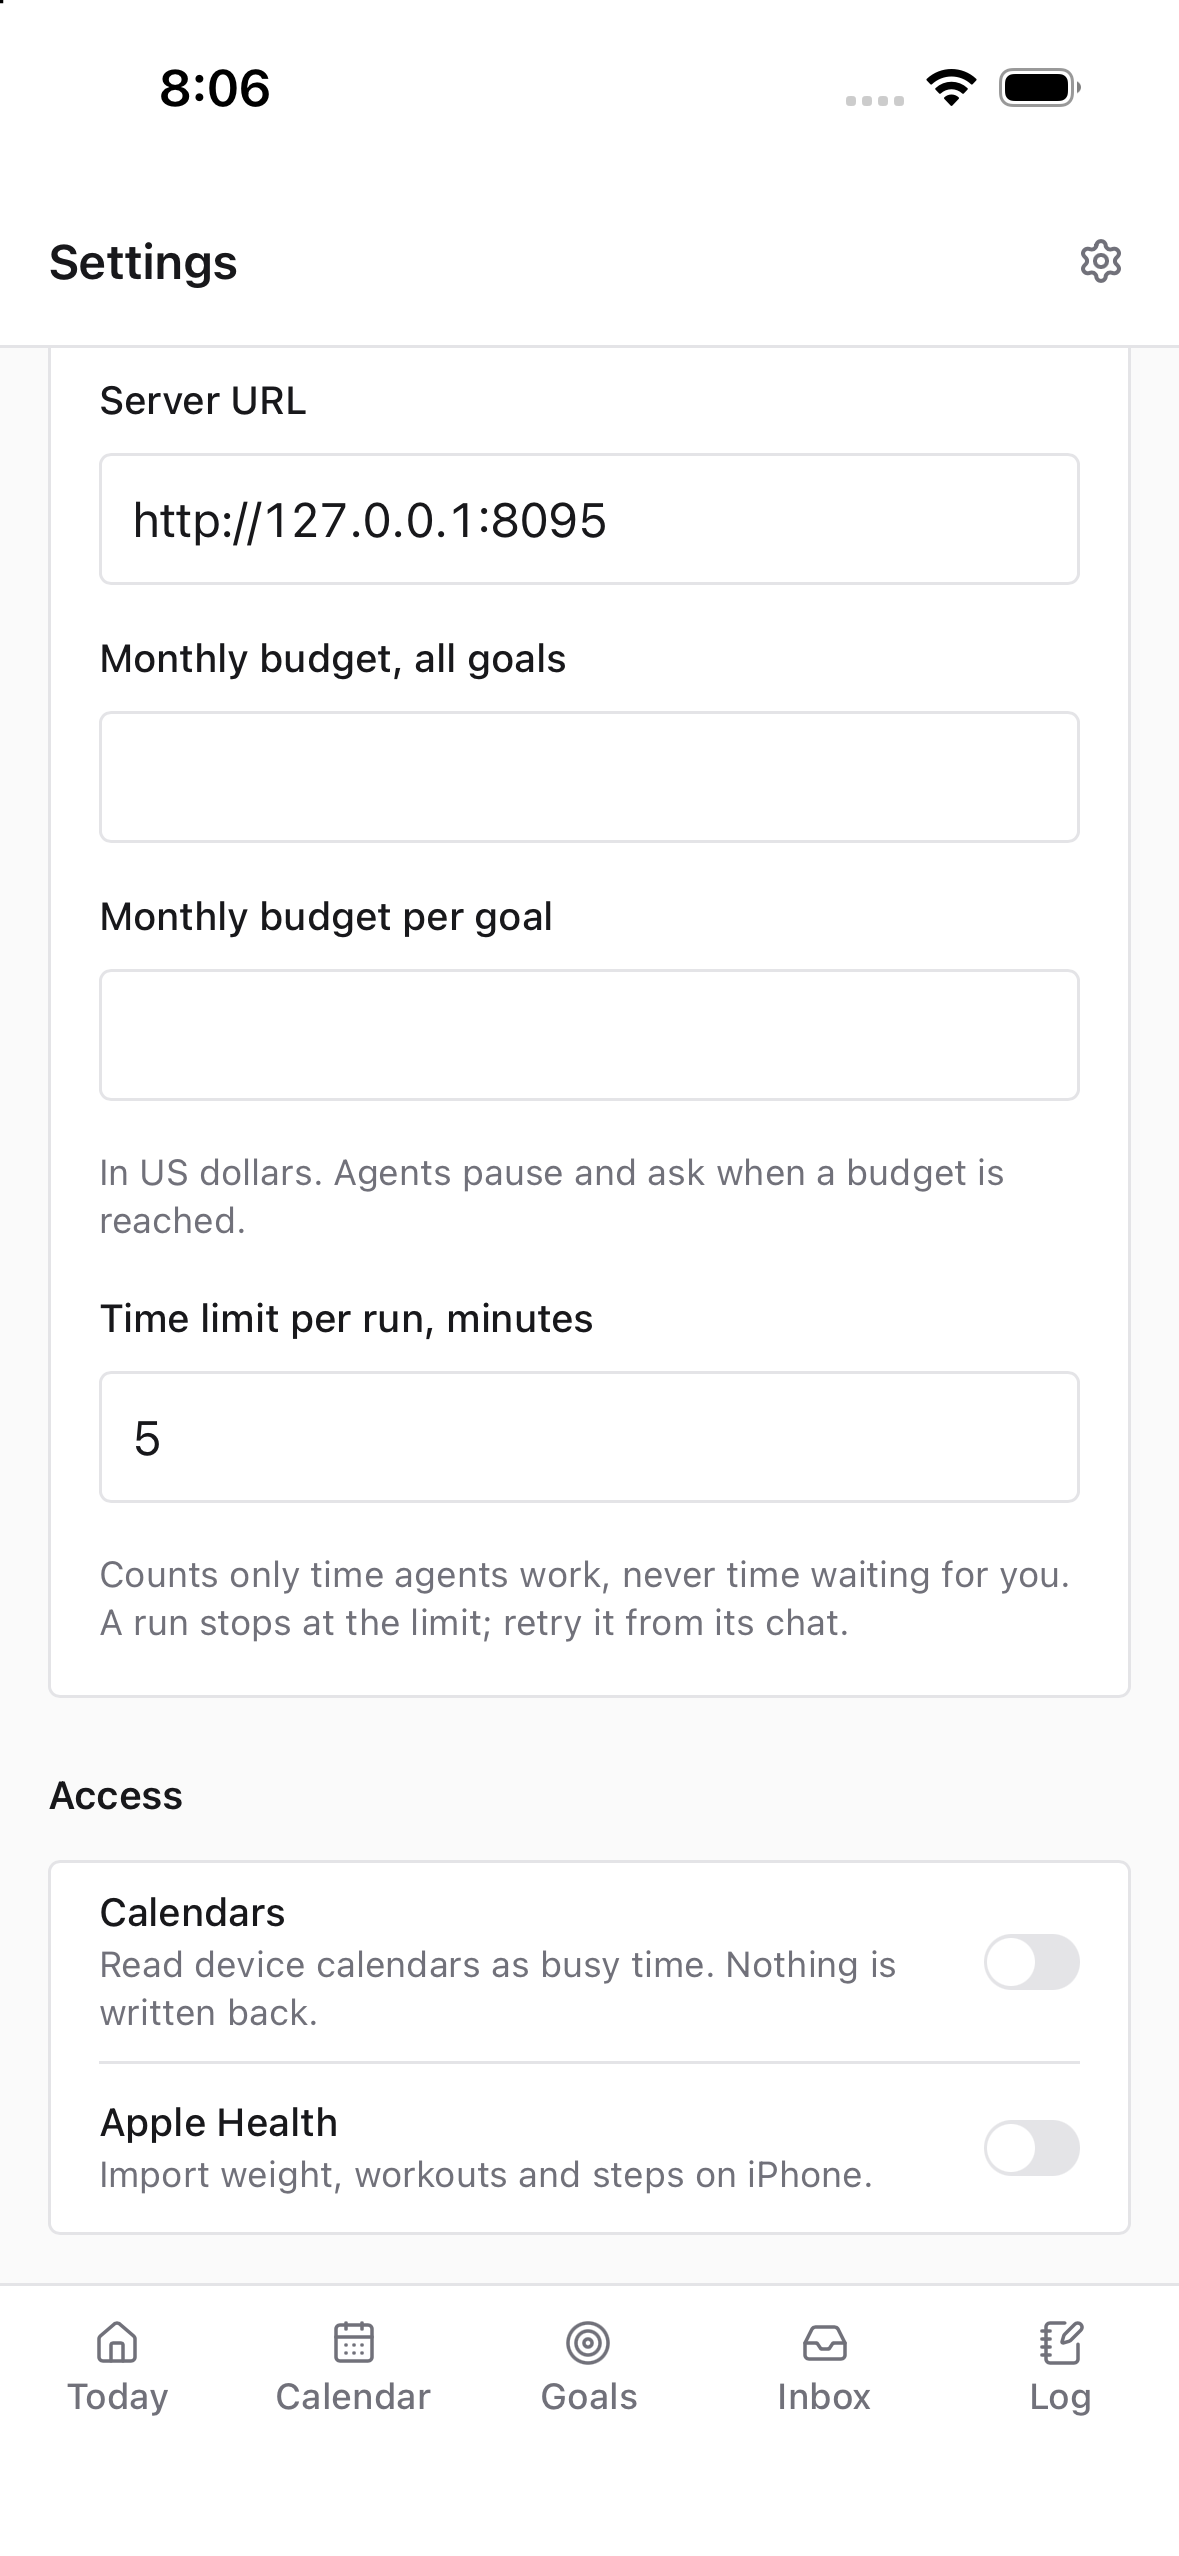 8:06
Settings
Server URL
http://127.0.0.1:8095
Monthly budget, all goals
Monthly budget per goal
In US dollars. Agents pause and ask when a budget is
reached.
Time limit per run, minutes
5
Counts only time agents work, never time waiting for you.
A run stops at the limit; retry it from its chat.
Access
Calendars
Read device calendars as busy time. Nothing is
written back.
Apple Health
Import weight, workouts and steps on iPhone.
Today
Calendar
Goals
Inbox
Log